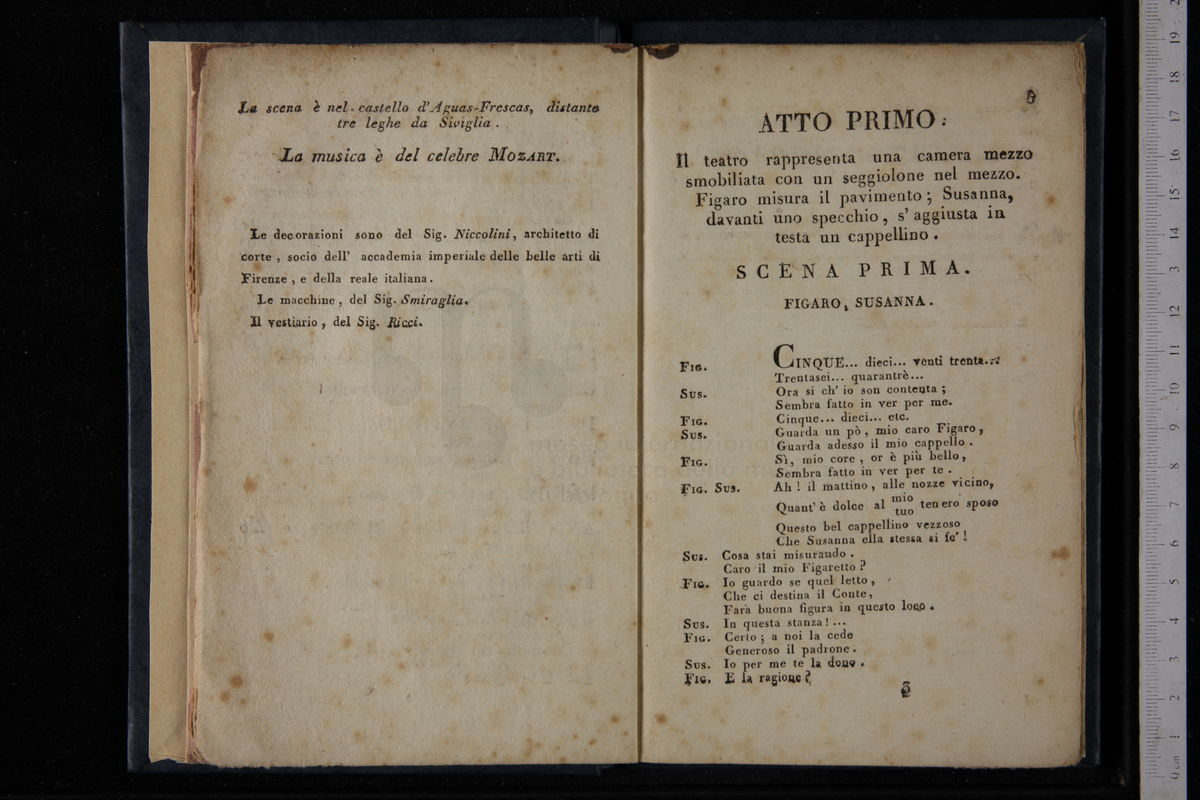 La scena è nel castello d'Aguas-Frescas, distante
tre leghe da Siviglia.
La musica è del celebre MOZART.
Le decorazioni sono del Sig. Niccolini, architetto di
corte, socio dell' accademia imperiale delle belle arti di
Firenze, e della reale italiana.
Le macchine, del Sig. Smiraglia.
Il vestiario, del Sig. Ricci.
ATTO PRIMO.
Il teatro rappresenta una camera mezzo
smobiliata con un seggiolone nel mezzo.
Figaro misura il pavimento; Susanna,
davanti uno specchio, s' aggiusta in
testa un cappellino.
SCENA PRIMA.
FIGARO, SUSANNA.
FIG. CINQUE... dieci... venti trenta...
Trentasei... quarantrè...
SUS. Ora si ch' io son contenta;
Sembra fatto in ver per me.
FIG. Cinque... dieci... etc.
SUS. Guarda un pò, mio caro Figaro,
Guarda adesso il mio cappello.
FIG. Sì, mio core, or è più bello,
Sembra fatto in ver per te.
FIG. SUS. Ah! il mattino, alle nozze vicino,
Quant' è dolce al mio tuo tenero sposo
Questo bel cappellino vezzoso
Che Susanna ella stessa si fe'!
SUS. Cosa stai misurando.
Caro il mio Figaretto?
FIG. Io guardo se quel letto,
Che ci destina il Conte,
Farà buona figura in questo loco.
SUS. In questa stanza!...
FIG. Certo; a noi la cede
Generoso il padrone.
SUS. Io per me te la dono.
FIG. E la ragione?